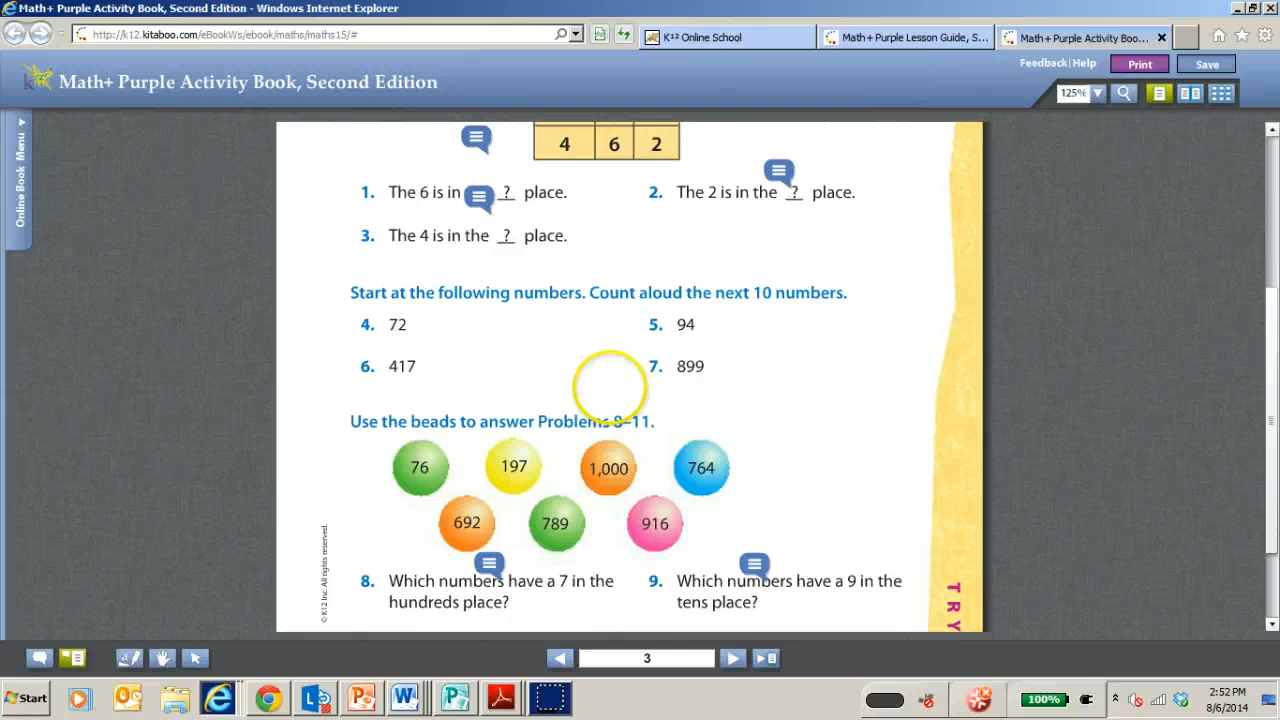 Math+ Purple Activity Book, Second Edition - Windows Internet Explorer
http://k12.kitaboo.com/eBookWs/ebook/maths/maths15/#
K¹² Online School
Math+ Purple Lesson Guide, S...
Math+ Purple Activity Boo...
Feedback|Help
Print
Save
Math+ Purple Activity Book, Second Edition
125%
Online Book Menu
4 6 2
1. The 6 is in ? place.
2. The 2 is in the ? place.
3. The 4 is in the ? place.
Start at the following numbers. Count aloud the next 10 numbers.
4. 72
5. 94
6. 417
7. 899
Use the beads to answer Problems 8–11.
76 197 1,000 764
692 789 916
8. Which numbers have a 7 in the
hundreds place?
9. Which numbers have a 9 in the
tens place?
© K12 Inc. All rights reserved.
TRY
3
Start
100%
2:52 PM
8/6/2014